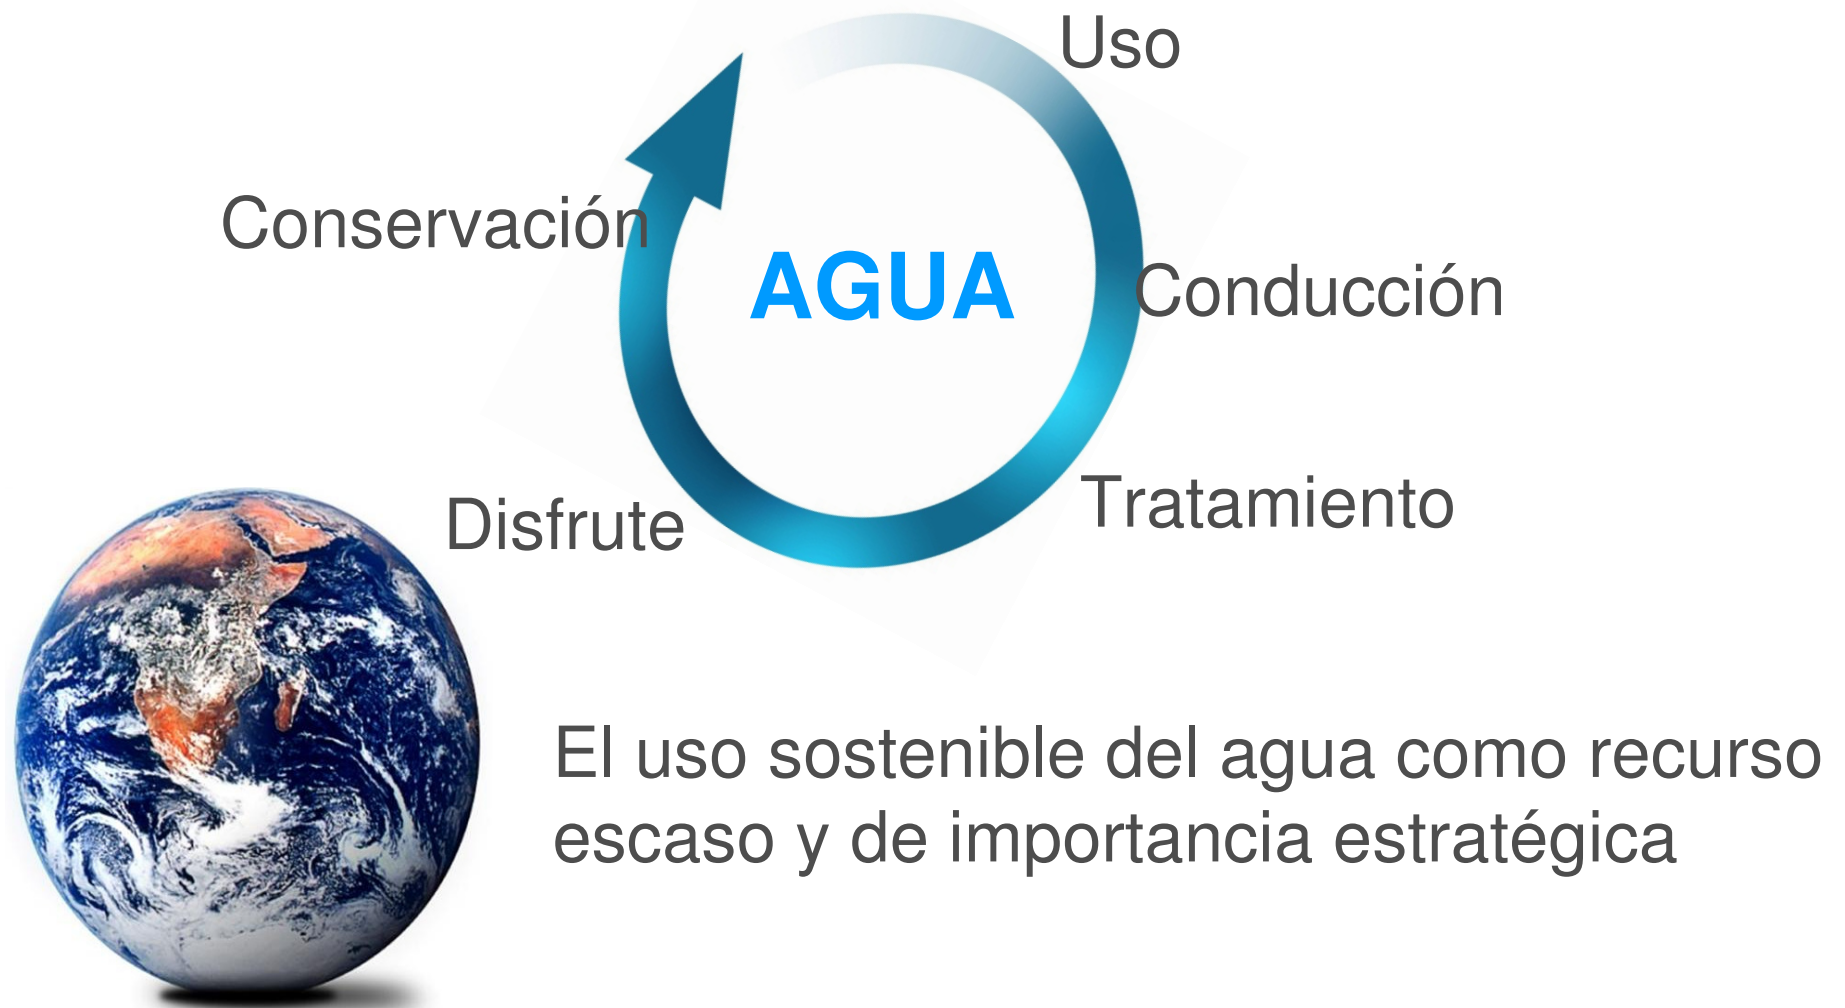 Uso
Conservación
AGUA
Conducción
Tratamiento
Disfrute
El uso sostenible del agua como recurso
escaso y de importancia estratégica